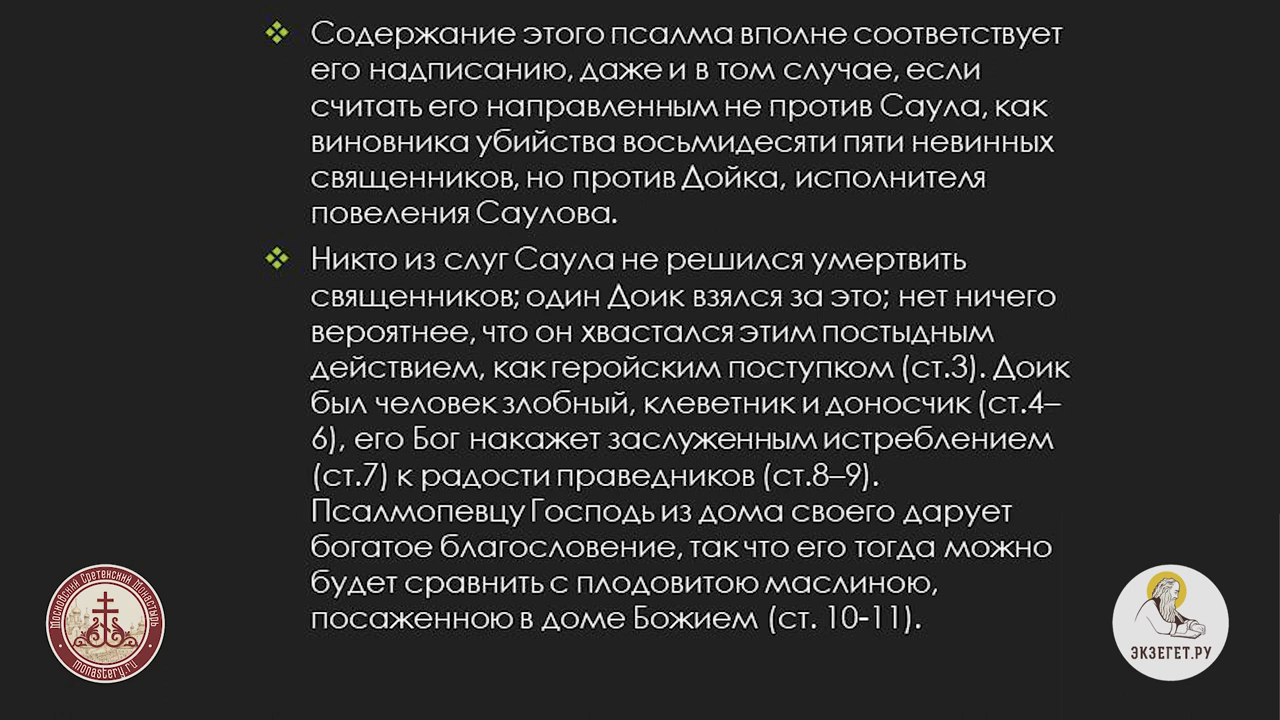 ❖ Содержание этого псалма вполне соответствует
его надписанию, даже и в том случае, если
считать его направленным не против Саула, как
виновника убийства восьмидесяти пяти невинных
священников, но против Дойка, исполнителя
повеления Саулова.
❖ Никто из слуг Саула не решился умертвить
священников; один Доик взялся за это; нет ничего
вероятнее, что он хвастался этим постыдным
действием, как геройским поступком (ст.3). Доик
был человек злобный, клеветник и доносчик (ст.4–
6), его Бог накажет заслуженным истреблением
(ст.7) к радости праведников (ст.8–9).
Псалмопевцу Господь из дома своего дарует
богатое благословение, так что его тогда можно
будет сравнить с плодовитою маслиною,
посаженною в доме Божием (ст. 10-11).
Московский Сретенский Монастырь
monastery.ru
ЭКЗЕГЕТ.РУ